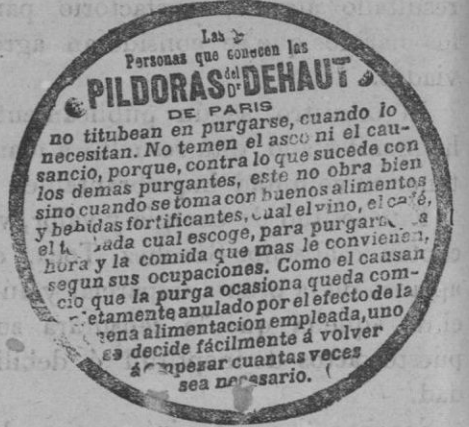 Las
Personas que conocen las
PILDORAS del Dr DEHAUT
DE PARIS
no titubean en purgarse, cuando lo
necesitan. No temen el asco ni el cau-
sancio, porque, contra lo que sucede con
los demas purgantes, este no obra bien
sino cuando se toma con buenos alimentos
y bebidas fortificantes, cual el vino, el café,
el cada cual escoge, para purgarse
hora y la comida que mas le convienen,
segun sus ocupaciones. Como el causan
cio que la purga ocasiona queda com-
etamente anulado por el efecto de la
ena alimentacion empleada, uno
se decide fácilmente á volver
á empezar cuantas veces
sea necesario.